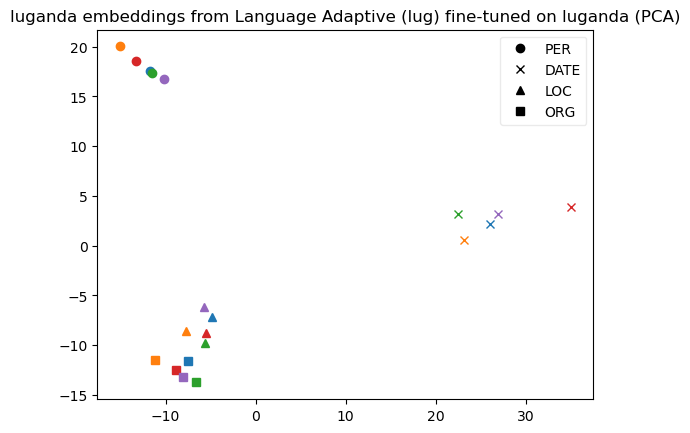 luganda embeddings from Language Adaptive (lug) fine-tuned on luganda (PCA)
PER
DATE
LOC
ORG
20
15
10
5
0
−5
−10
−15
−10 0 10 20 30